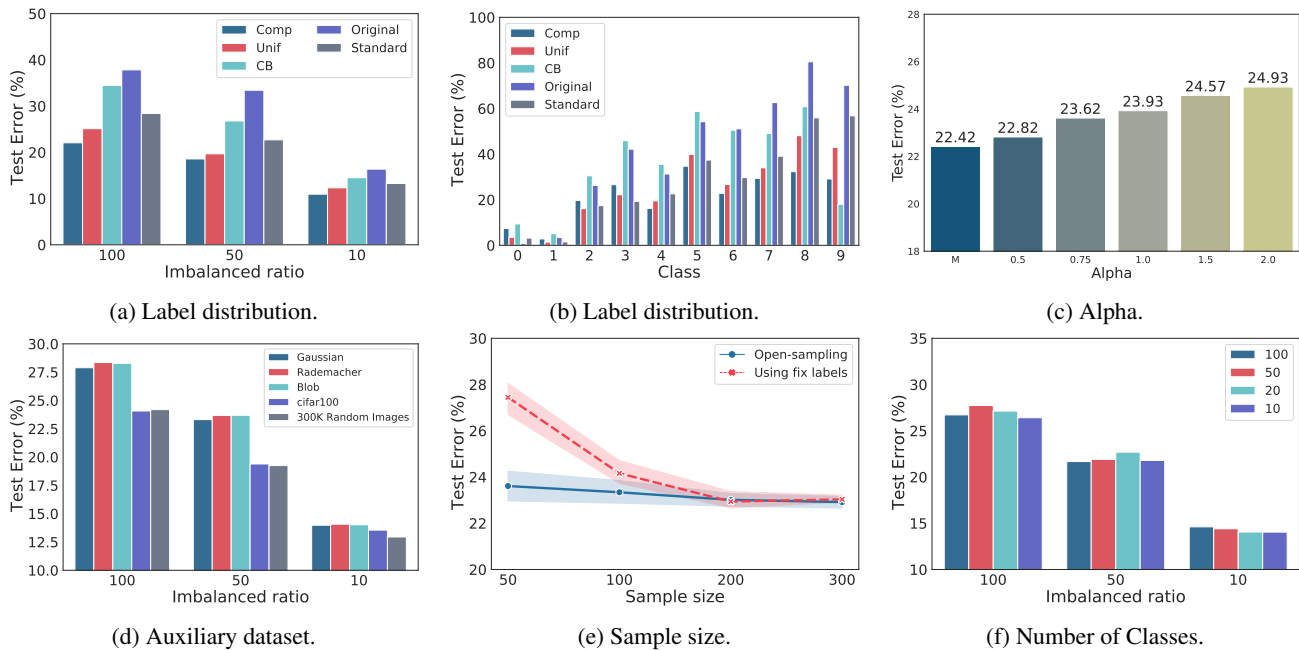 50
40
30
20
10
0
Test Error (%)
Comp
Unif
CB
Original
Standard
100
50
10
Imbalanced ratio
(a) Label distribution.
100
80
60
40
20
0
Test Error (%)
Comp
Unif
CB
Original
Standard
0 1 2 3 4 5 6 7 8 9
Class
(b) Label distribution.
28
26
24
22
20
18
Test Error (%)
22.42
22.82
23.62
23.93
24.57
24.93
M 0.5 0.75 1.0 1.5 2.0
Alpha
(c) Alpha.
30.0
27.5
25.0
22.5
20.0
17.5
15.0
12.5
10.0
Test Error (%)
Gaussian
Rademacher
Blob
cifar100
300K Random Images
100
50
10
Imbalanced ratio
(d) Auxiliary dataset.
30
28
26
24
22
20
Test Error (%)
Open-sampling
Using fix labels
50 100 200 300
Sample size
(e) Sample size.
35
30
25
20
15
10
Test Error (%)
100
50
20
10
100
50
10
Imbalanced ratio
(f) Number of Classes.